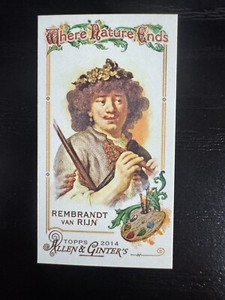 Where Nature Ends
REMBRANDT
VAN RIJN
TOPPS 2014
ALLEN & GINTER'S